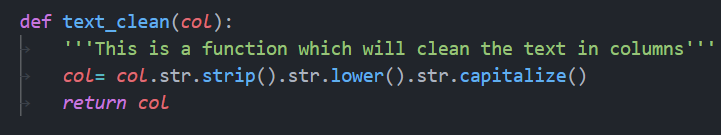 def text_clean(col):
'''This is a function which will clean the text in columns'''
col= col.str.strip().str.lower().str.capitalize()
return col